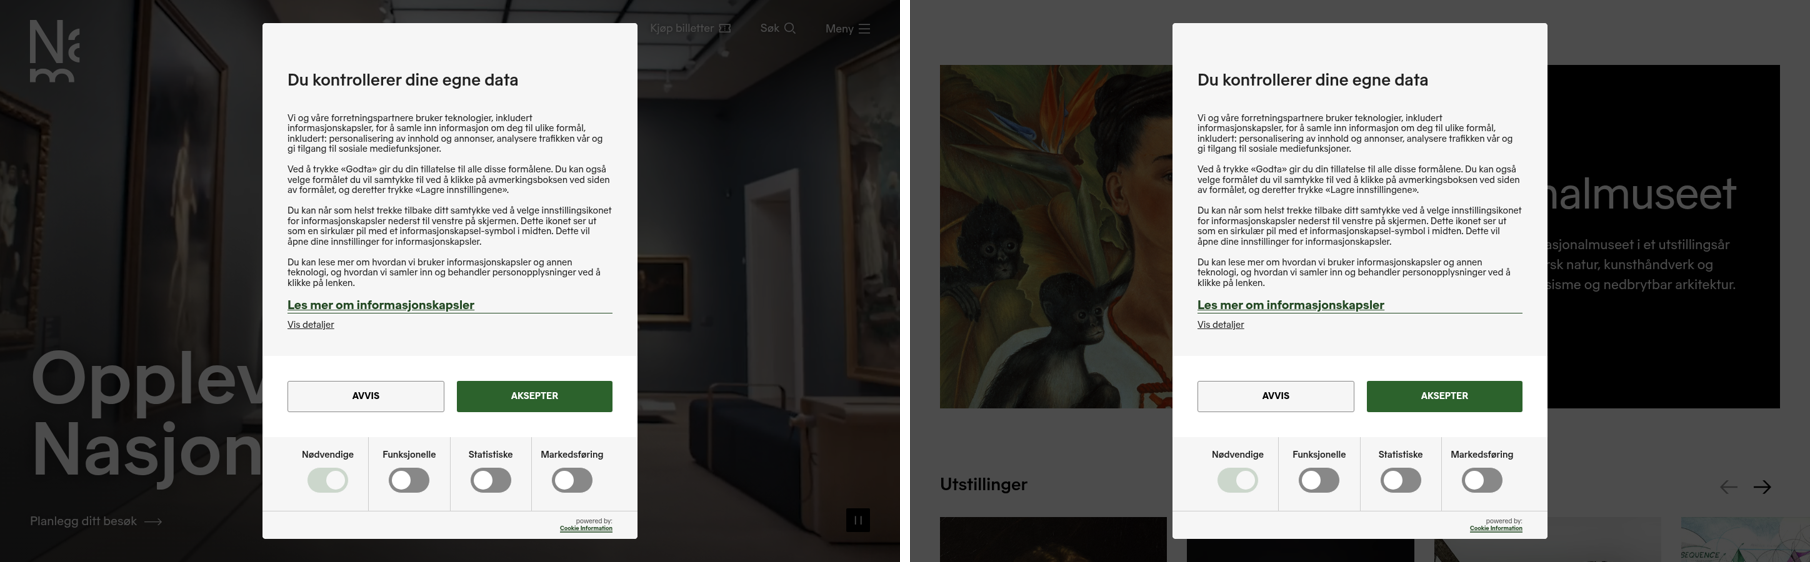 Kjøp billetter
Søk
Meny
Du kontrollerer dine egne data
Vi og våre forretningspartnere bruker teknologier, inkludert
informasjonskapsler, for å samle inn informasjon om deg til ulike formål,
inkludert: personalisering av innhold og annonser, analysere trafikken vår og
gi tilgang til sosiale mediefunksjoner.
Ved å trykke «Godta» gir du din tillatelse til alle disse formålene. Du kan også
velge formålet du vil samtykke til ved å klikke på avmerkingsboksen ved siden
av formålet, og deretter trykke «Lagre innstillingene».
Du kan når som helst trekke tilbake ditt samtykke ved å velge innstillingsikonet
for informasjonskapsler nederst til venstre på skjermen. Dette ikonet ser ut
som en sirkulær pil med et informasjonskapsel-symbol i midten. Dette vil
åpne dine innstillinger for informasjonskapsler.
Du kan lese mer om hvordan vi bruker informasjonskapsler og annen
teknologi, og hvordan vi samler inn og behandler personopplysninger ved å
klikke på lenken.
Les mer om informasjonskapsler
Vis detaljer
AVVIS
AKSEPTER
Nødvendige
Funksjonelle
Statistiske
Markedsføring
powered by:
Cookie Information
Opplev
Nasjon
Planlegg ditt besøk
Du kontrollerer dine egne data
Vi og våre forretningspartnere bruker teknologier, inkludert
informasjonskapsler, for å samle inn informasjon om deg til ulike formål,
inkludert: personalisering av innhold og annonser, analysere trafikken vår og
gi tilgang til sosiale mediefunksjoner.
Ved å trykke «Godta» gir du din tillatelse til alle disse formålene. Du kan også
velge formålet du vil samtykke til ved å klikke på avmerkingsboksen ved siden
av formålet, og deretter trykke «Lagre innstillingene».
Du kan når som helst trekke tilbake ditt samtykke ved å velge innstillingsikonet
for informasjonskapsler nederst til venstre på skjermen. Dette ikonet ser ut
som en sirkulær pil med et informasjonskapsel-symbol i midten. Dette vil
åpne dine innstillinger for informasjonskapsler.
Du kan lese mer om hvordan vi bruker informasjonskapsler og annen
teknologi, og hvordan vi samler inn og behandler personopplysninger ved å
klikke på lenken.
Les mer om informasjonskapsler
Vis detaljer
AVVIS
AKSEPTER
Nødvendige
Funksjonelle
Statistiske
Markedsføring
powered by:
Cookie Information
nalmuseet
asjonalmuseet i et utstillingsår
rsk natur, kunsthåndverk og
sisme og nedbrytbar arkitektur.
Utstillinger
SEQUENCE